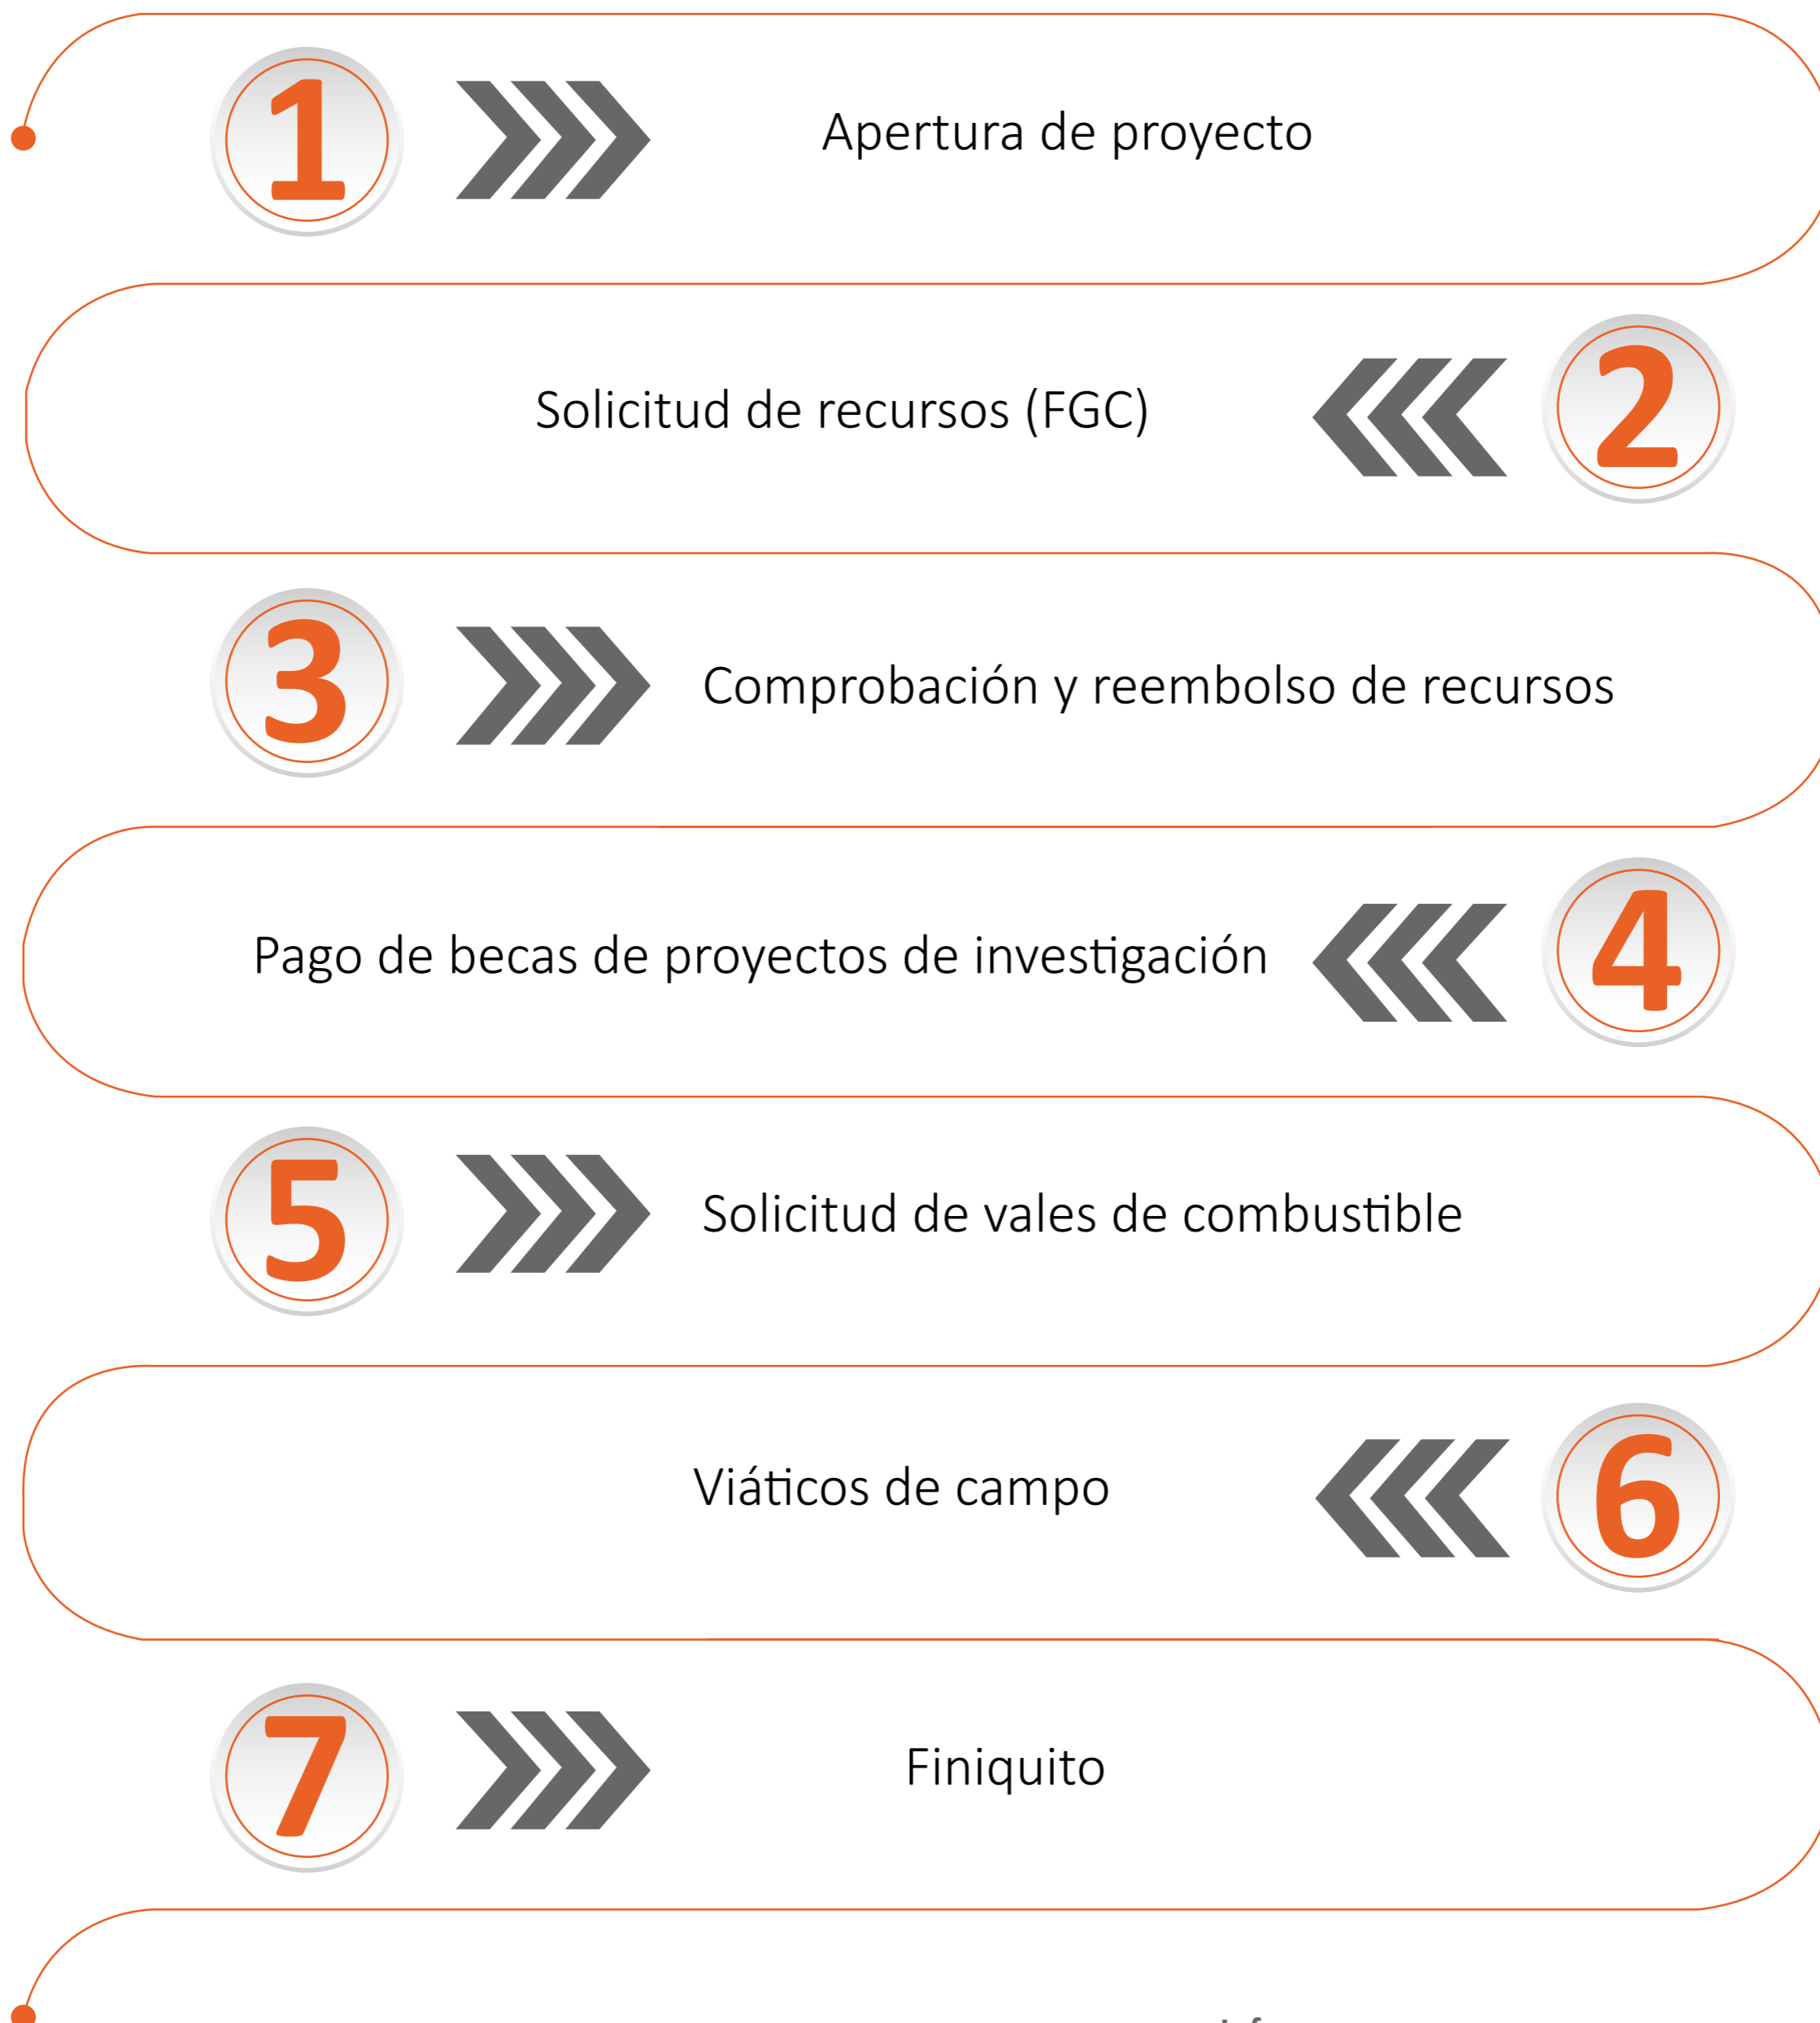 1
Apertura de proyecto
Solicitud de recursos (FGC)
2
3
Comprobación y reembolso de recursos
Pago de becas de proyectos de investigación
4
5
Solicitud de vales de combustible
Viáticos de campo
6
7
Finiquito